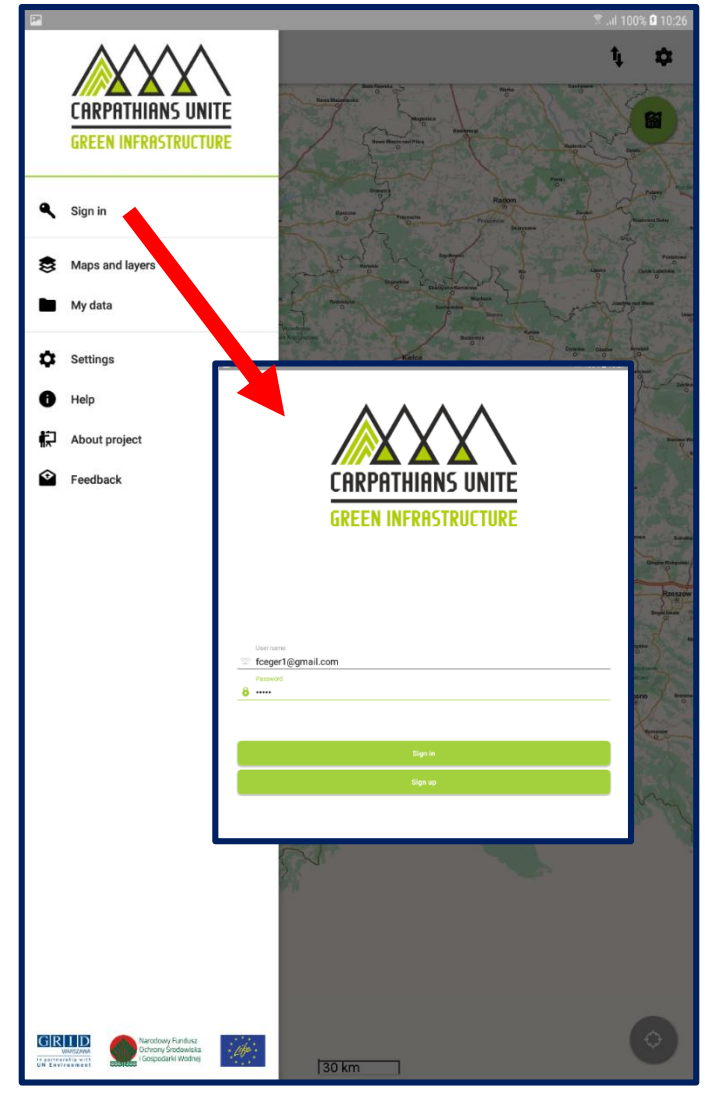 100% 10:26
CARPATHIANS UNITE
GREEN INFRASTRUCTURE
Sign in
Maps and layers
My data
Settings
Help
About project
Feedback
Radom
Kielce
Rzeszow
CARPATHIANS UNITE
GREEN INFRASTRUCTURE
User name
fceger1@gmail.com
Password
•••••
Sign in
Sign up
GRID
WARSZAWA
In partnership with
UN Environment
Narodowy Fundusz
Ochrony Środowiska
i Gospodarki Wodnej
Life
30 km